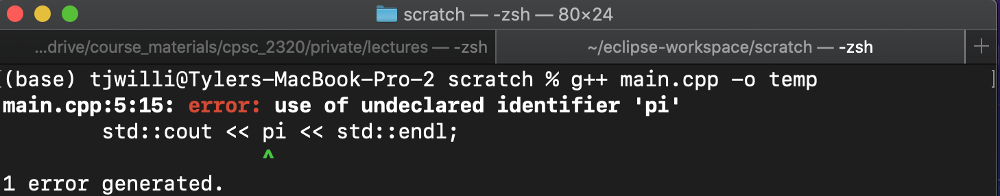 scratch — -zsh — 80×24
...drive/course_materials/cpsc_2320/private/lectures — -zsh
~/eclipse-workspace/scratch — -zsh
(base) tjwilli@Tylers-MacBook-Pro-2 scratch % g++ main.cpp -o temp
main.cpp:5:15: error: use of undeclared identifier 'pi'
        std::cout << pi << std::endl;
                     ^
1 error generated.